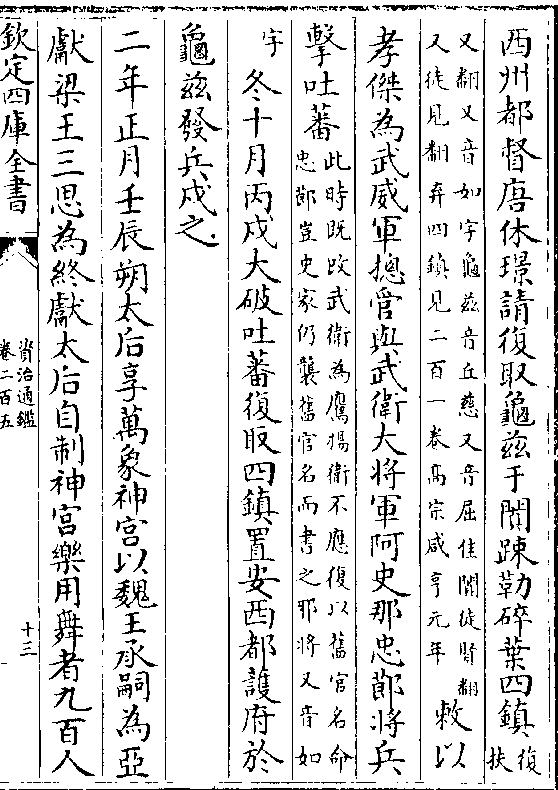 西州都督唐休璟請復取龜茲于闐踈勒碎葉四鎮復扶
又翻又音如字龜茲音丘慈又音屈佳闐徒賢翻
又徒見翻弃四鎮見二百一卷高宗咸亨元年
敕以
孝傑為武威軍摠管與武衛大將軍阿史那忠節將兵
擊吐蕃
此時既改武衛為鷹揚衛不應復以舊官名命
忠節豈史家仍襲舊官名而書之耶將又音如
字
冬十月丙戌大破吐蕃復取四鎮置安西都護府於
龜茲發兵戍之
二年正月壬辰朔太后享萬象神宮以魏王承嗣為亞
獻梁王三思為終獻太后自制神宮樂用舞者九百人
欽定四庫全書
資治通鑑
卷二百五
十三